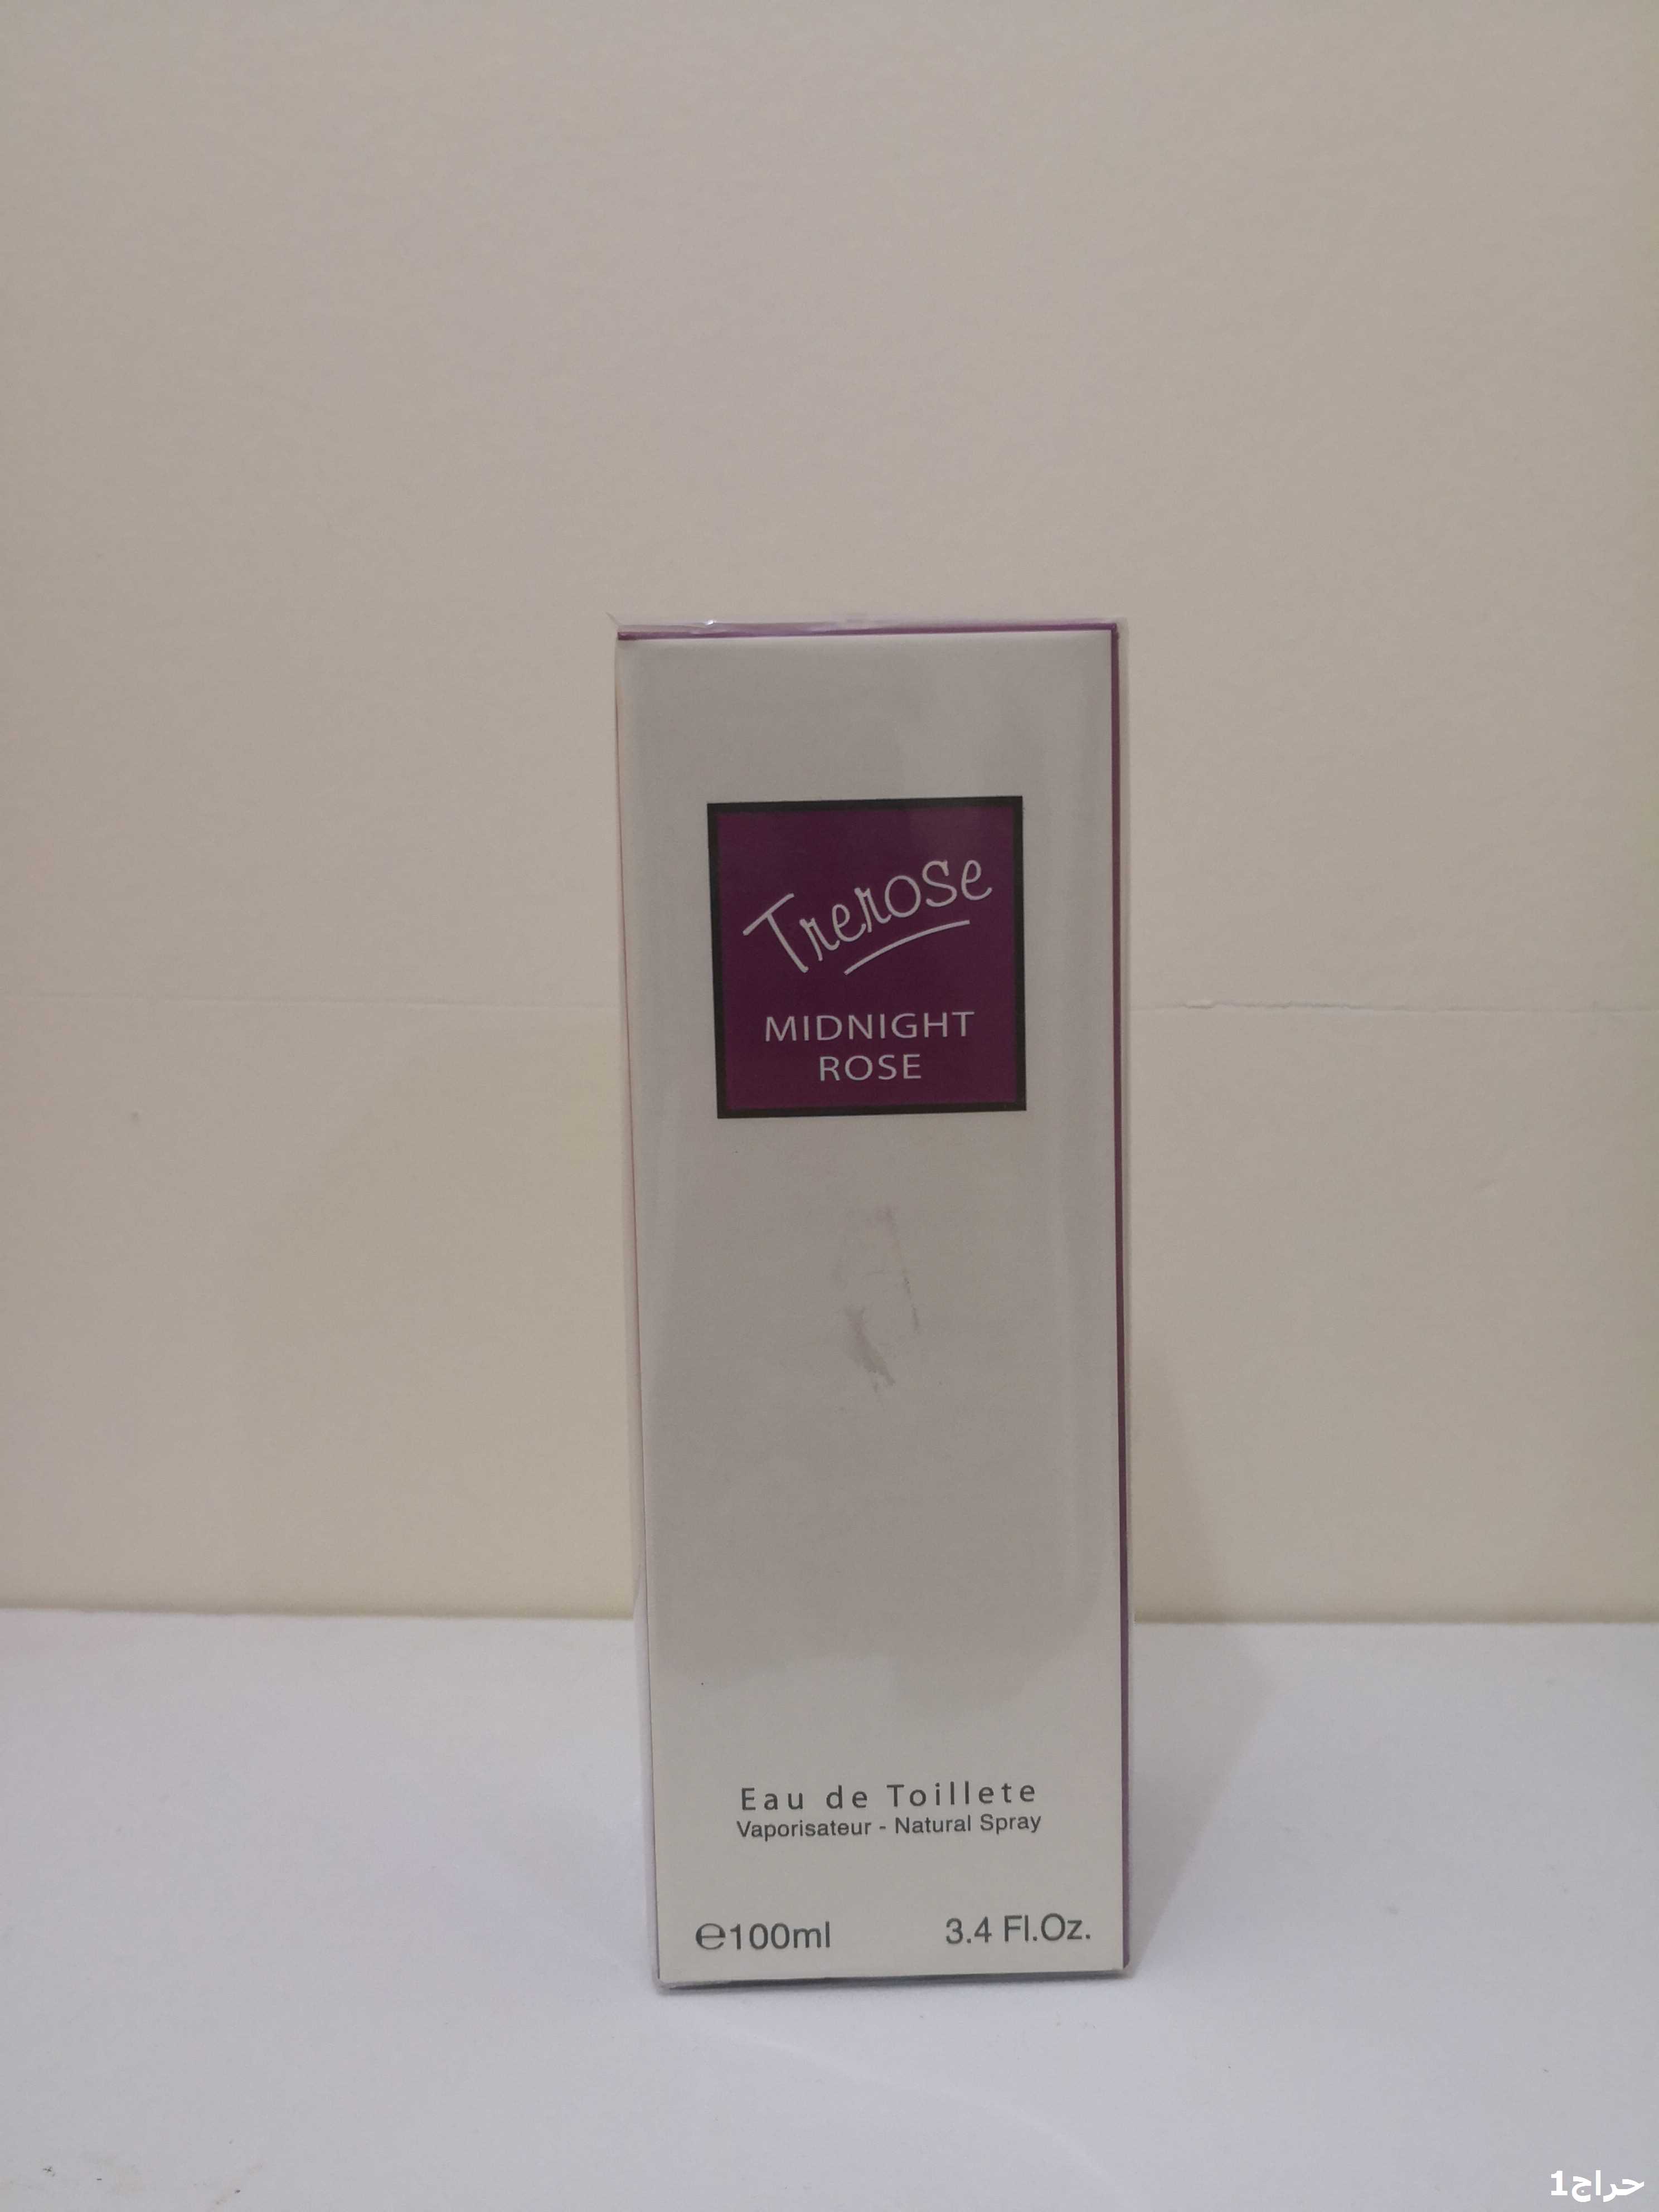 Trerose
MIDNIGHT
ROSE
Eau de Toillete
Vaporisateur - Natural Spray
℮100ml 3.4 Fl.Oz.
حراج1